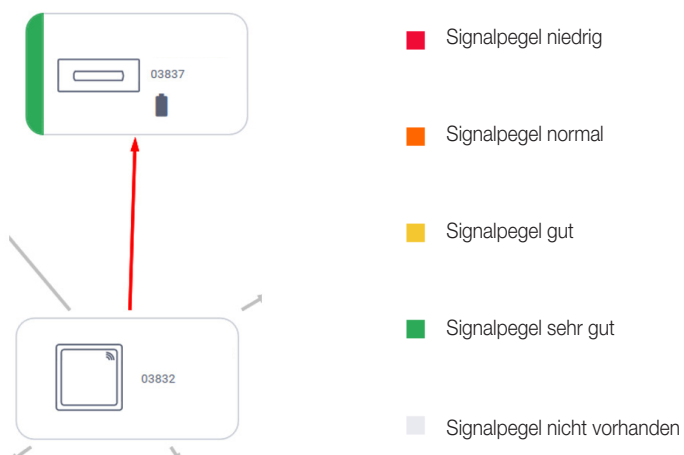 03837
03832
Signalpegel niedrig
Signalpegel normal
Signalpegel gut
Signalpegel sehr gut
Signalpegel nicht vorhanden